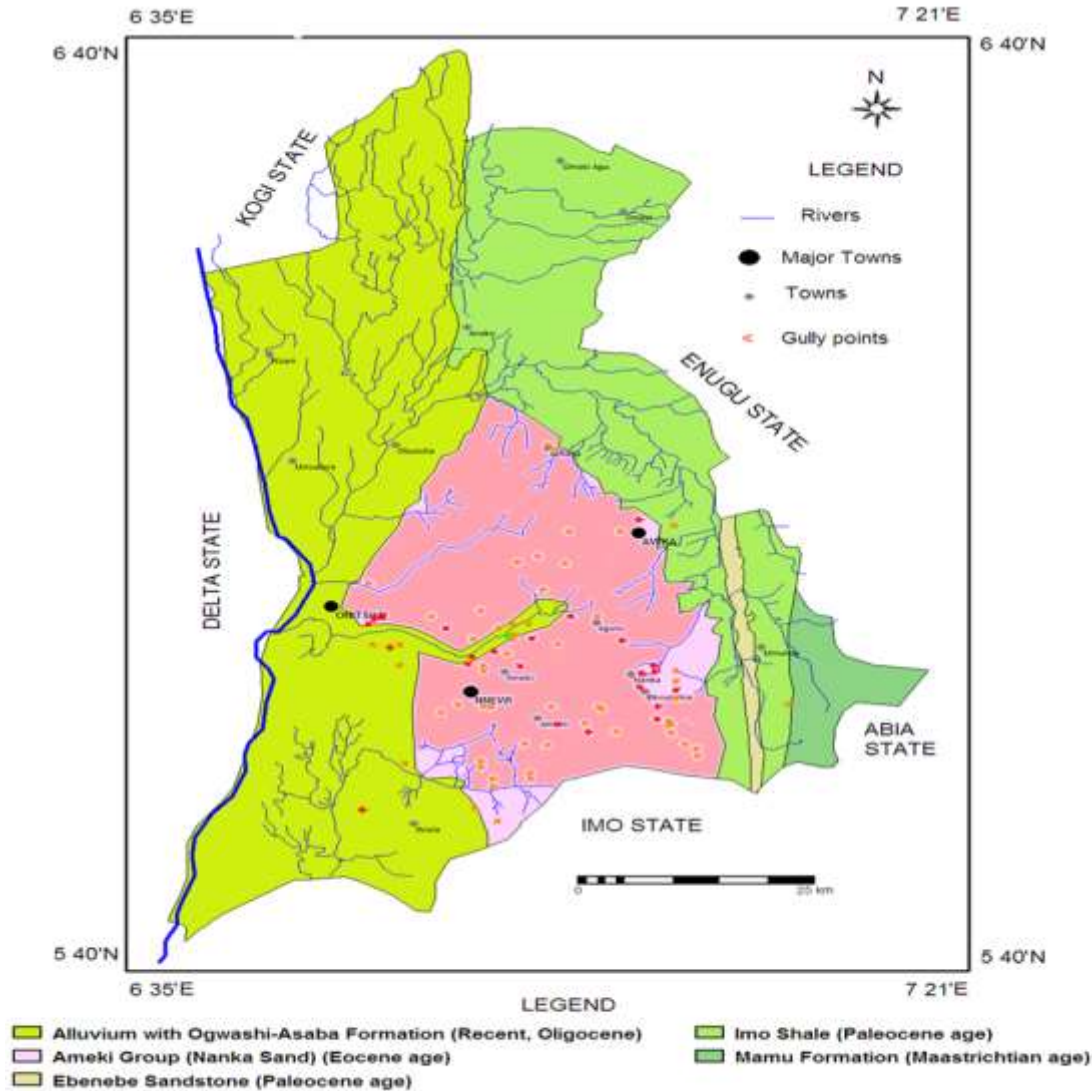 6 35'E
7 21'E
6 40'N
6 40'N
N
KOGI STATE
LEGEND
Rivers
Major Towns
Towns
Gully points
ENUGU STATE
DELTA STATE
AWKA
NNEWI
Nanka
ABIA
STATE
IMO STATE
0
25 km
5 40'N
5 40'N
6 35'E
7 21'E
LEGEND
Alluvium with Ogwashi-Asaba Formation (Recent, Oligocene)
Imo Shale (Paleocene age)
Ameki Group (Nanka Sand) (Eocene age)
Mamu Formation (Maastrichtian age)
Ebenebe Sandstone (Paleocene age)